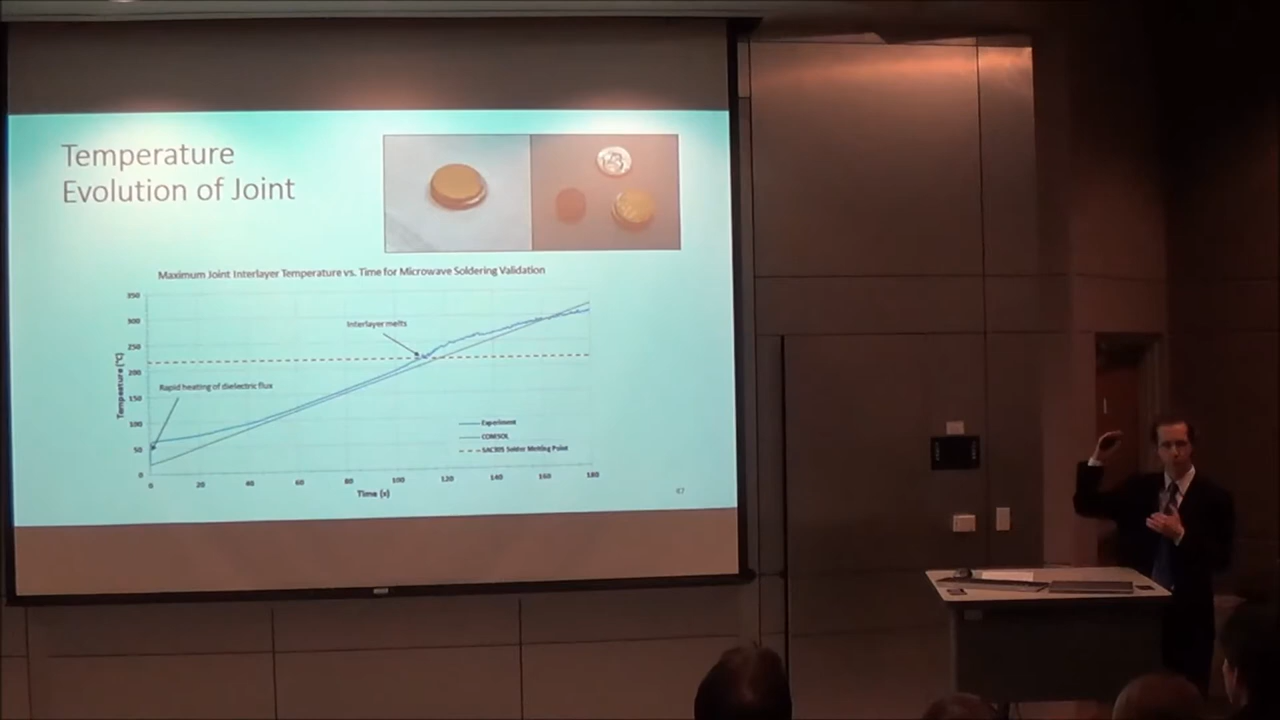 Temperature
Evolution of Joint
Maximum Joint Interlayer Temperature vs. Time for Microwave Soldering Validation
350
300
250
200
150
100
50
0
Temperature (°C)
Interlayer melts
Rapid heating of dielectric flux
Experiment
COMSOL
SAC305 Solder Melting Point
0
20
40
60
80
100
120
140
160
180
Time (s)
47